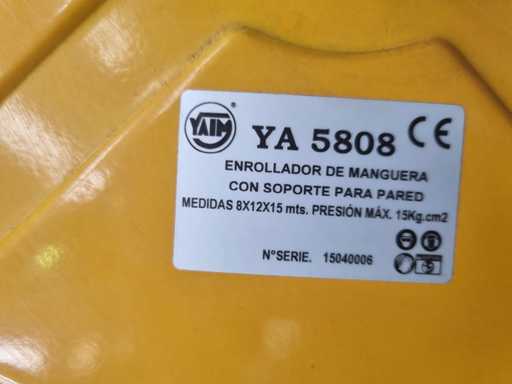 YAIM ®
YA 5808 CE
ENROLLADOR DE MANGUERA
CON SOPORTE PARA PARED
MEDIDAS 8X12X15 mts. PRESIÓN MÁX. 15Kg.cm2
NºSERIE. 15040006